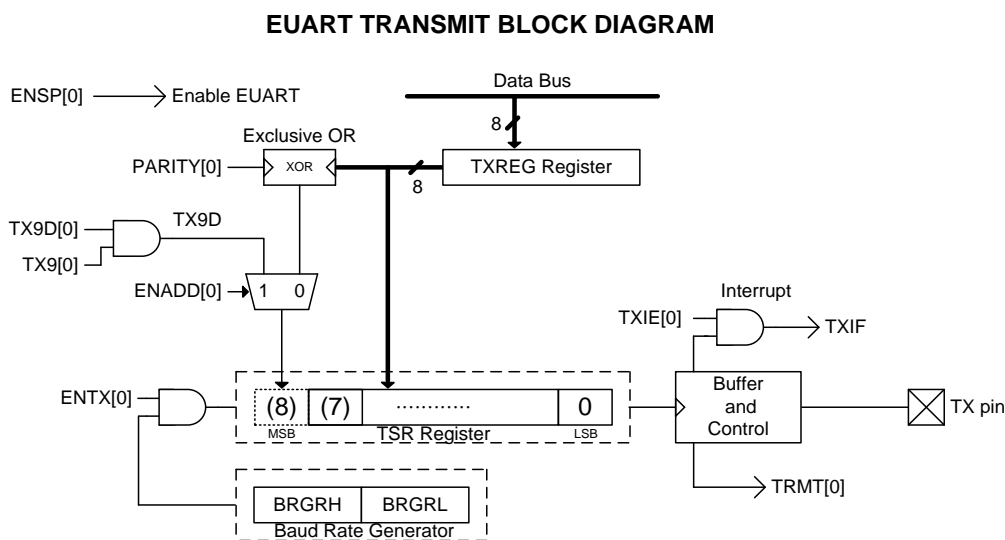 EUART TRANSMIT BLOCK DIAGRAM
Data Bus
ENSP[0]
Enable EUART
8
Exclusive OR
PARITY[0]
XOR
8
TXREG Register
TX9D[0]
TX9D
TX9[0]
ENADD[0]
1 0
Interrupt
TXIE[0]
TXIF
ENTX[0]
(8) (7) ........... 0
MSB TSR Register LSB
Buffer
and
Control
TX pin
TRMT[0]
BRGRH BRGRL
Baud Rate Generator